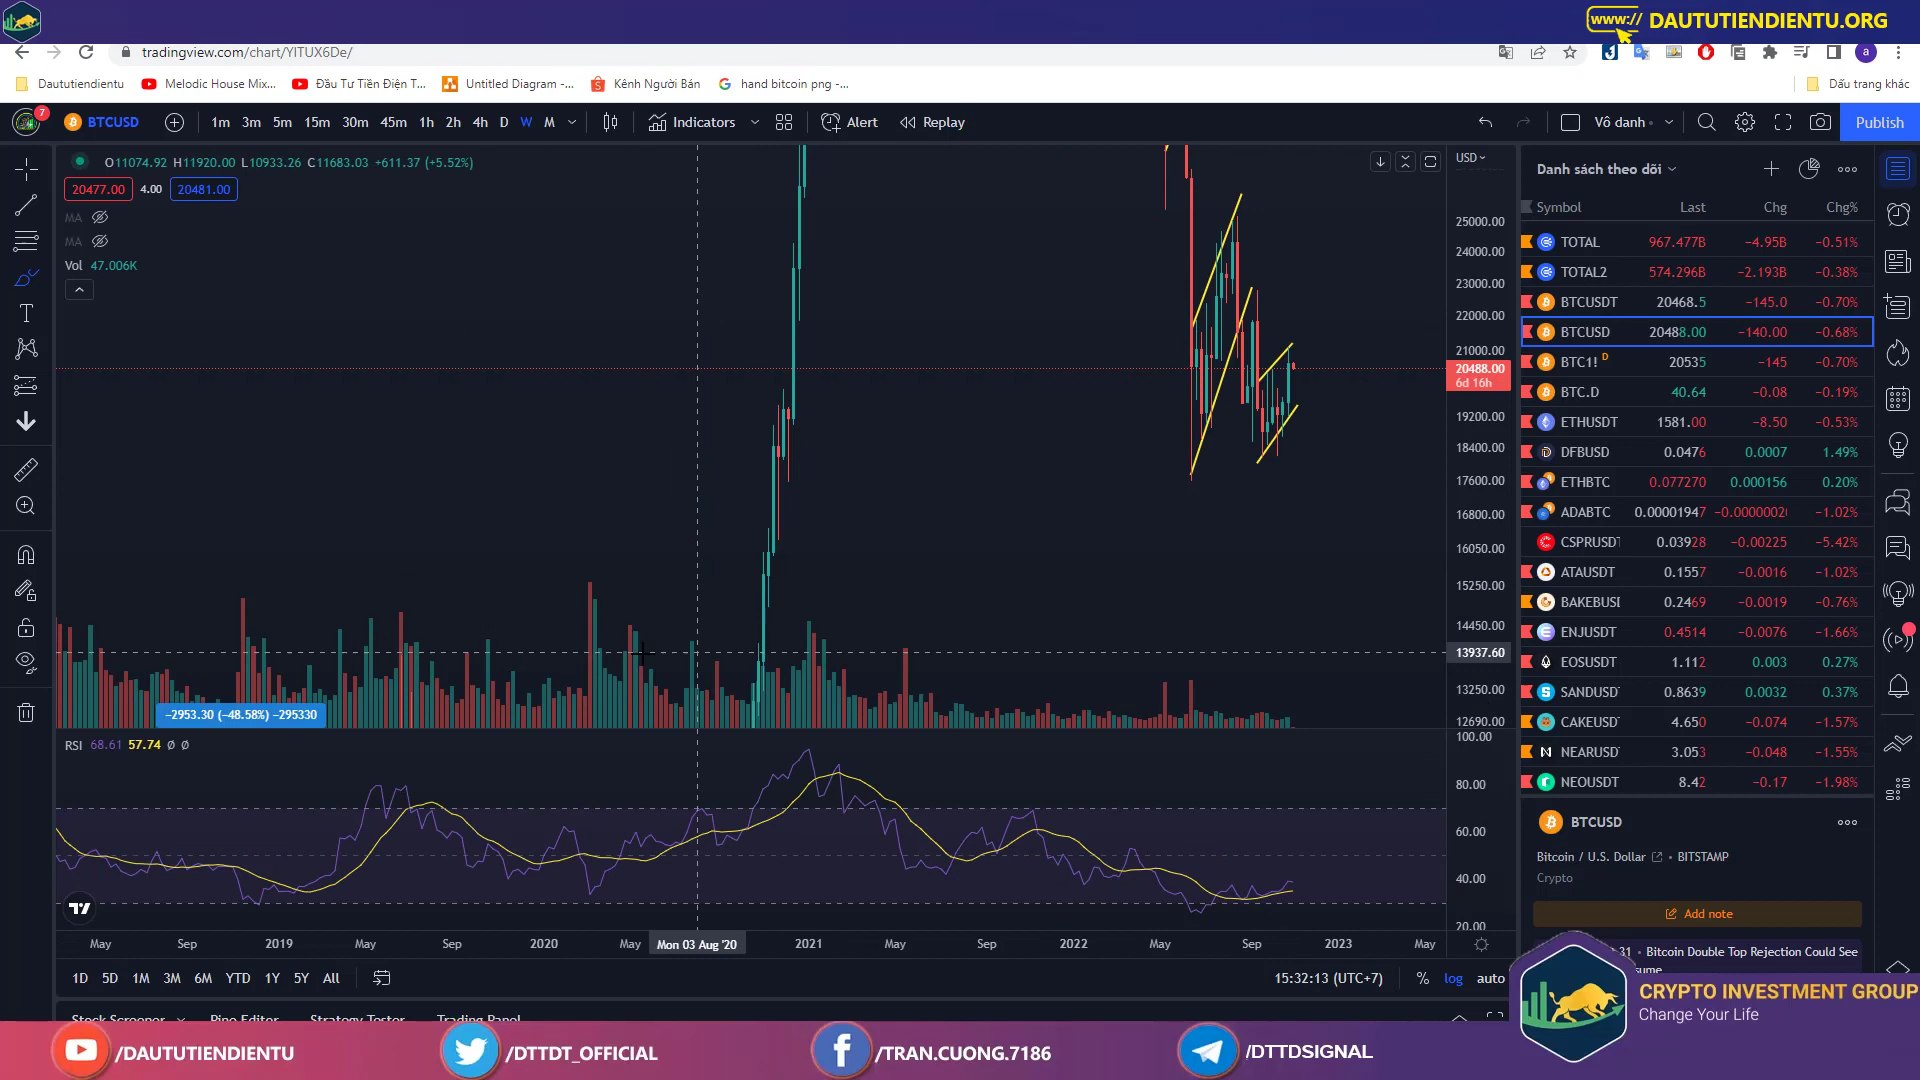 www:// DAUTUTIENDIENTU.ORG
tradingview.com/chart/YITUX6De/
a
Dautudiendientu
Melodic House Mix...
Đầu Tư Tiền Điện T...
Untitled Diagram -...
Kênh Người Bán
hand bitcoin png -...
Dấu trang khác
7 BTCUSD 1m 3m 5m 15m 30m 45m 1h 2h 4h D W M Indicators Alert Replay Vô danh Publish
O11074.92 H11920.00 L10933.26 C11683.03 +611.37 (+5.52%)
20477.00 4.00 20481.00
MA
MA
Vol 47.006K
USD
25000.00
24000.00
23000.00
22000.00
21000.00
20488.00
6d 16h
19200.00
18400.00
17600.00
16800.00
16050.00
15250.00
14450.00
13937.60
13250.00
12690.00
−2953.30 (−48.58%) −295330
RSI 68.61 57.74 Ø Ø
100.00
80.00
60.00
40.00
20.00
May Sep 2019 May Sep 2020 May Mon 03 Aug '20 2021 May Sep 2022 May Sep 2023 May
1D 5D 1M 3M 6M YTD 1Y 5Y All
15:32:13 (UTC+7) % log auto
Stock Screener Pine Editor Strategy Tester Trading Panel
Danh sách theo dõi
Symbol Last Chg Chg%
TOTAL 967.477B −4.95B −0.51%
TOTAL2 574.296B −2.193B −0.38%
BTCUSDT 20468.5 −145.0 −0.70%
BTCUSD 20488.00 −140.00 −0.68%
BTC1! D 20535 −145 −0.70%
BTC.D 40.64 −0.08 −0.19%
ETHUSDT 1581.00 −8.50 −0.53%
DFBUSD 0.0476 0.0007 1.49%
ETHBTC 0.077270 0.000156 0.20%
ADABTC 0.00001947 −0.0000002 −1.02%
CSPRUSDT 0.03928 −0.00225 −5.42%
ATAUSDT 0.1557 −0.0016 −1.02%
BAKEBUSD 0.2469 −0.0019 −0.76%
ENJUSDT 0.4514 −0.0076 −1.66%
EOSUSDT 1.112 0.003 0.27%
SANDUSD 0.8639 0.0032 0.37%
CAKEUSD 4.650 −0.074 −1.57%
NEARUSD 3.053 −0.048 −1.55%
NEOUSDT 8.42 −0.17 −1.98%
BTCUSD
Bitcoin / U.S. Dollar • BITSTAMP
Crypto
Add note
31 • Bitcoin Double Top Rejection Could See
CRYPTO INVESTMENT GROUP
Change Your Life
/DAUTUTIENDIENTU
/DTTDT_OFFICIAL
/TRAN.CUONG.7186
/DTTDSIGNAL